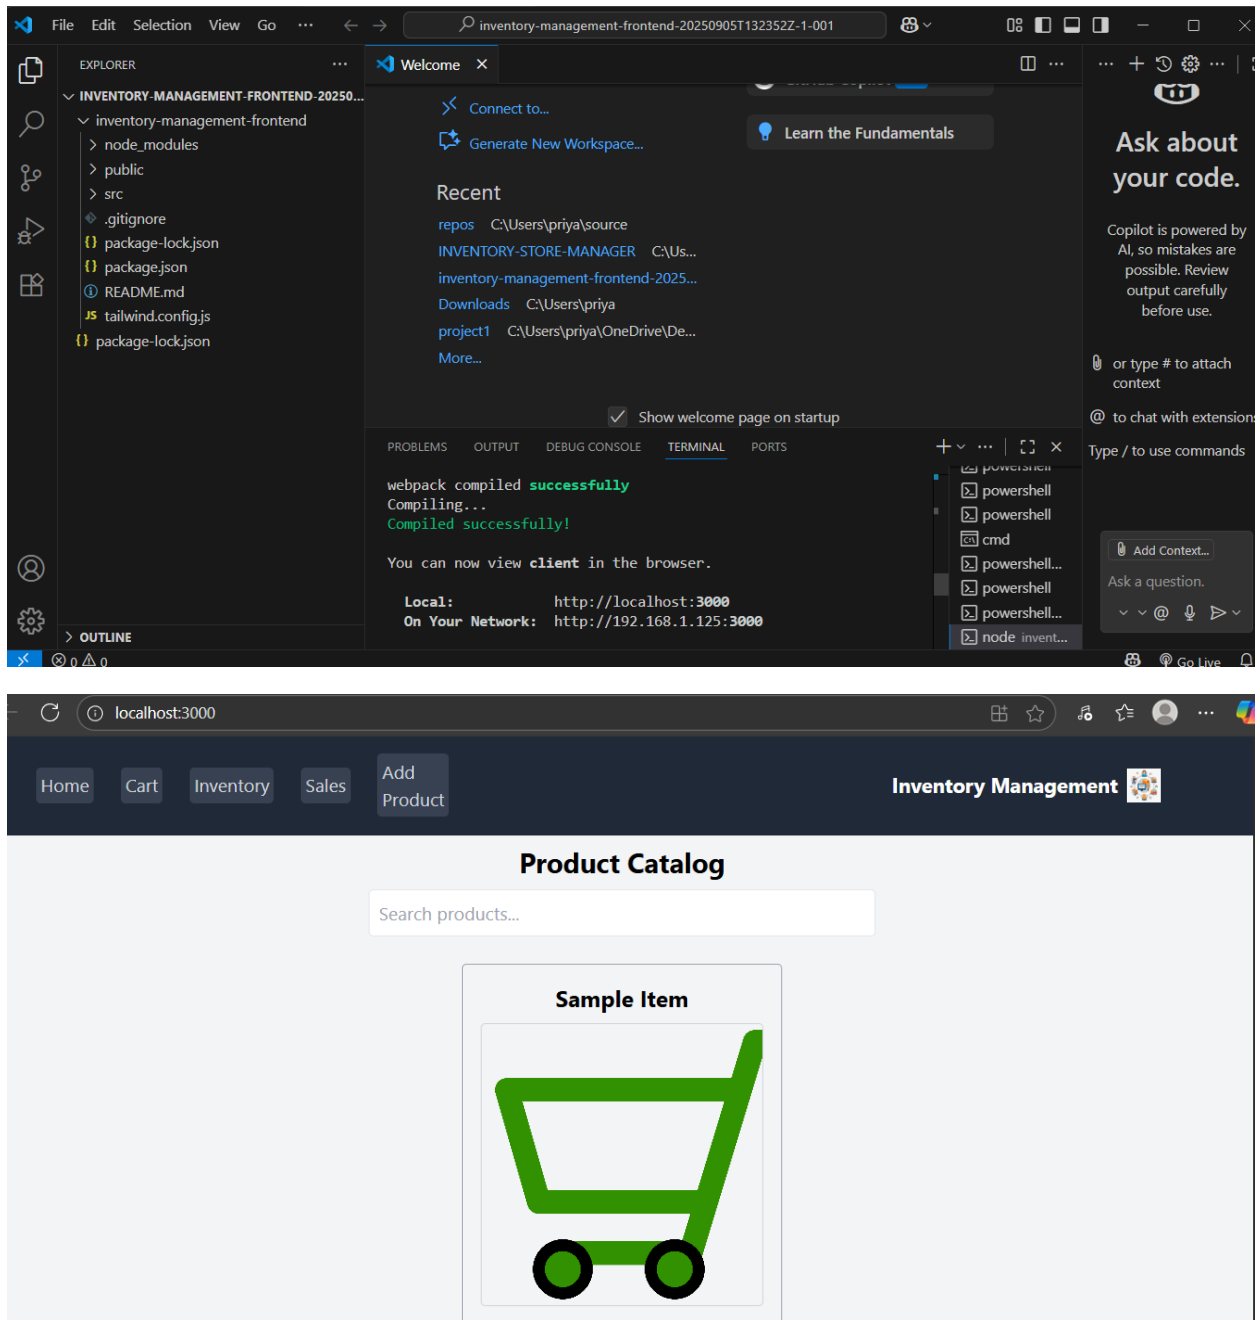 File Edit Selection View Go ··· inventory-management-frontend-20250905T132352Z-1-001
EXPLORER ···
INVENTORY-MANAGEMENT-FRONTEND-20250...
inventory-management-frontend
node_modules
public
src
.gitignore
{} package-lock.json
{} package.json
README.md
JS tailwind.config.js
{} package-lock.json
OUTLINE
Welcome
Connect to...
Generate New Workspace...
Learn the Fundamentals
Recent
repos C:\Users\priya\source
INVENTORY-STORE-MANAGER C:\Us...
inventory-management-frontend-2025...
Downloads C:\Users\priya
project1 C:\Users\priya\OneDrive\De...
More...
Show welcome page on startup
PROBLEMS OUTPUT DEBUG CONSOLE TERMINAL PORTS
webpack compiled successfully
Compiling...
Compiled successfully!
You can now view client in the browser.
Local: http://localhost:3000
On Your Network: http://192.168.1.125:3000
powershell
powershell
powershell
cmd
powershell...
powershell
powershell...
node invent...
Ask about
your code.
Copilot is powered by
AI, so mistakes are
possible. Review
output carefully
before use.
or type # to attach
context
@ to chat with extensions
Type / to use commands
Add Context...
Ask a question.
0 0
Go Live
localhost:3000
Home Cart Inventory Sales Add
Product
Inventory Management
Product Catalog
Search products...
Sample Item